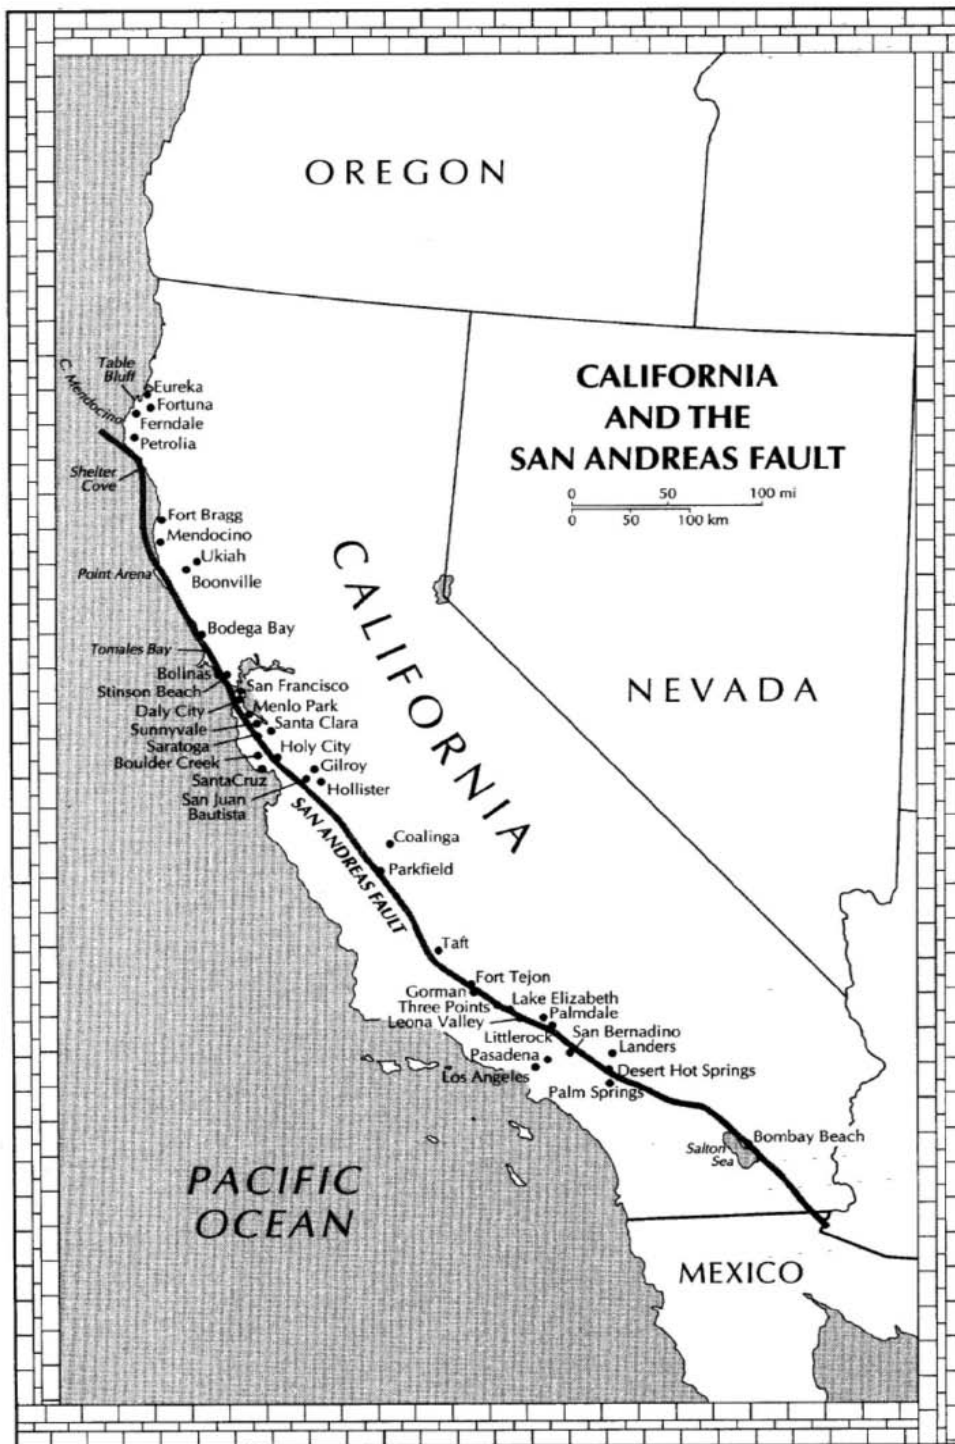 OREGON
CALIFORNIA
AND THE
SAN ANDREAS FAULT
0 50 100 mi
0 50 100 km
Table
Bluff
C. Mendocino
Eureka
Fortuna
Ferndale
Petrolia
Shelter
Cove
Fort Bragg
Mendocino
Ukiah
Point Arena
Boonville
CALIFORNIA
Bodega Bay
Tomales Bay
NEVADA
Bolinas
San Francisco
Stinson Beach
Daly City
Menlo Park
Sunnyvale
Santa Clara
Saratoga
Holy City
Boulder Creek
Gilroy
SantaCruz
Hollister
San Juan
Bautista
SAN ANDREAS FAULT
Coalinga
Parkfield
Taft
Fort Tejon
Gorman
Lake Elizabeth
Three Points
Palmdale
Leona Valley
San Bernadino
Littlerock
Landers
Pasadena
Desert Hot Springs
Los Angeles
Palm Springs
Bombay Beach
Salton
Sea
PACIFIC
OCEAN
MEXICO